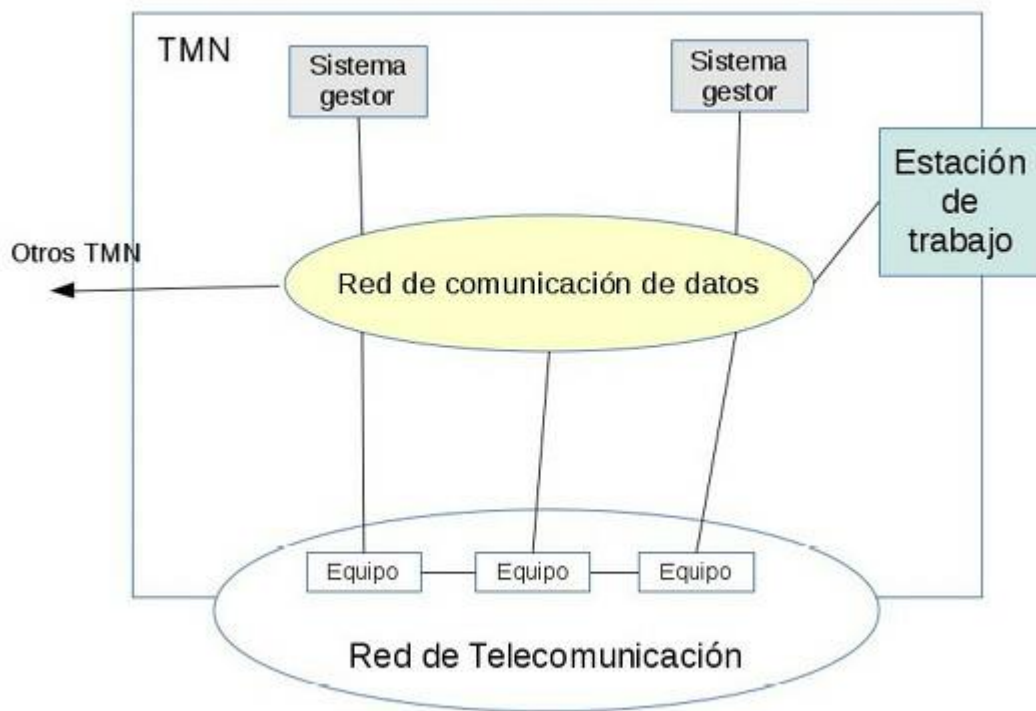 TMN
Sistema
gestor
Sistema
gestor
Estación
de
trabajo
Otros TMN
Red de comunicación de datos
Equipo
Equipo
Equipo
Red de Telecomunicación